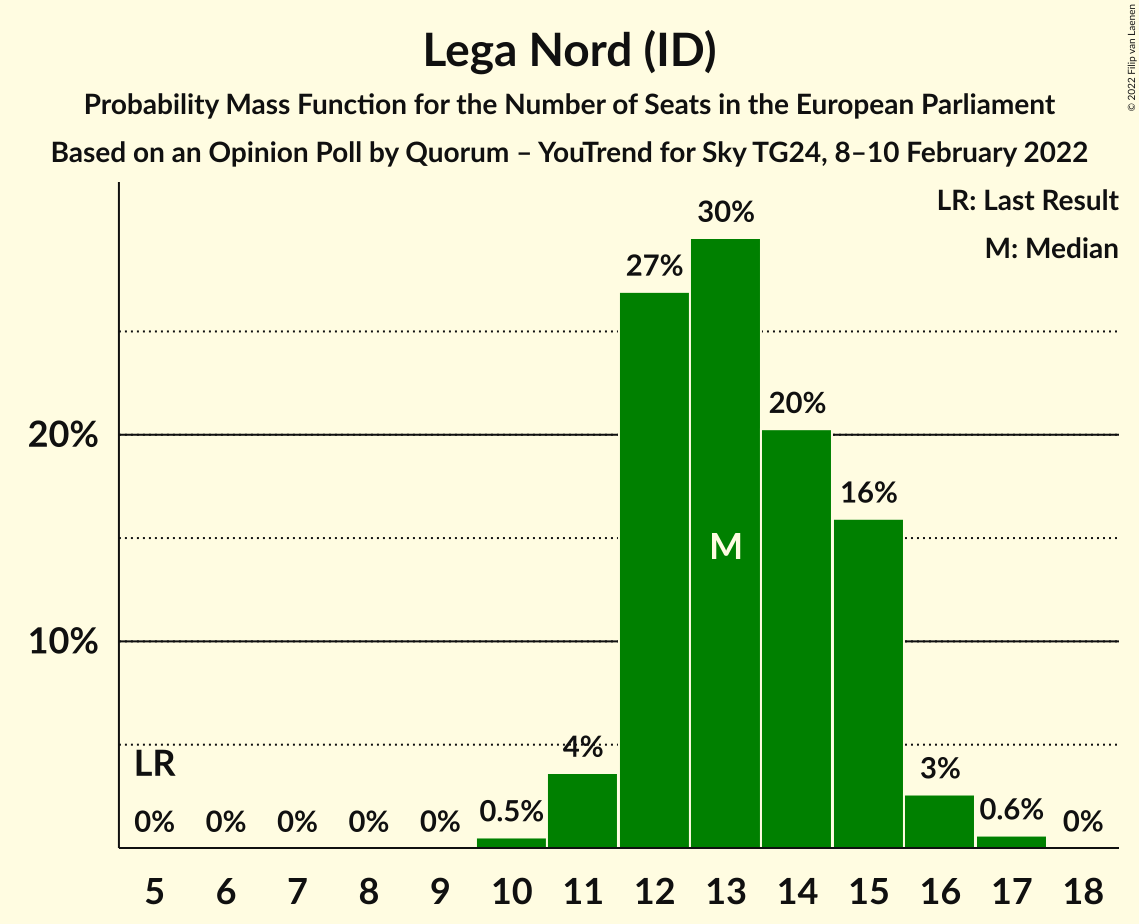 Lega Nord (ID)
Probability Mass Function for the Number of Seats in the European Parliament
Based on an Opinion Poll by Quorum – YouTrend for Sky TG24, 8–10 February 2022
© 2022 Filip van Laenen
LR: Last Result
M: Median
30%
27%
20%
20%
16%
M
10%
LR
4%
3%
0% 0% 0% 0% 0% 0.5% 0.6% 0%
5 6 7 8 9 10 11 12 13 14 15 16 17 18